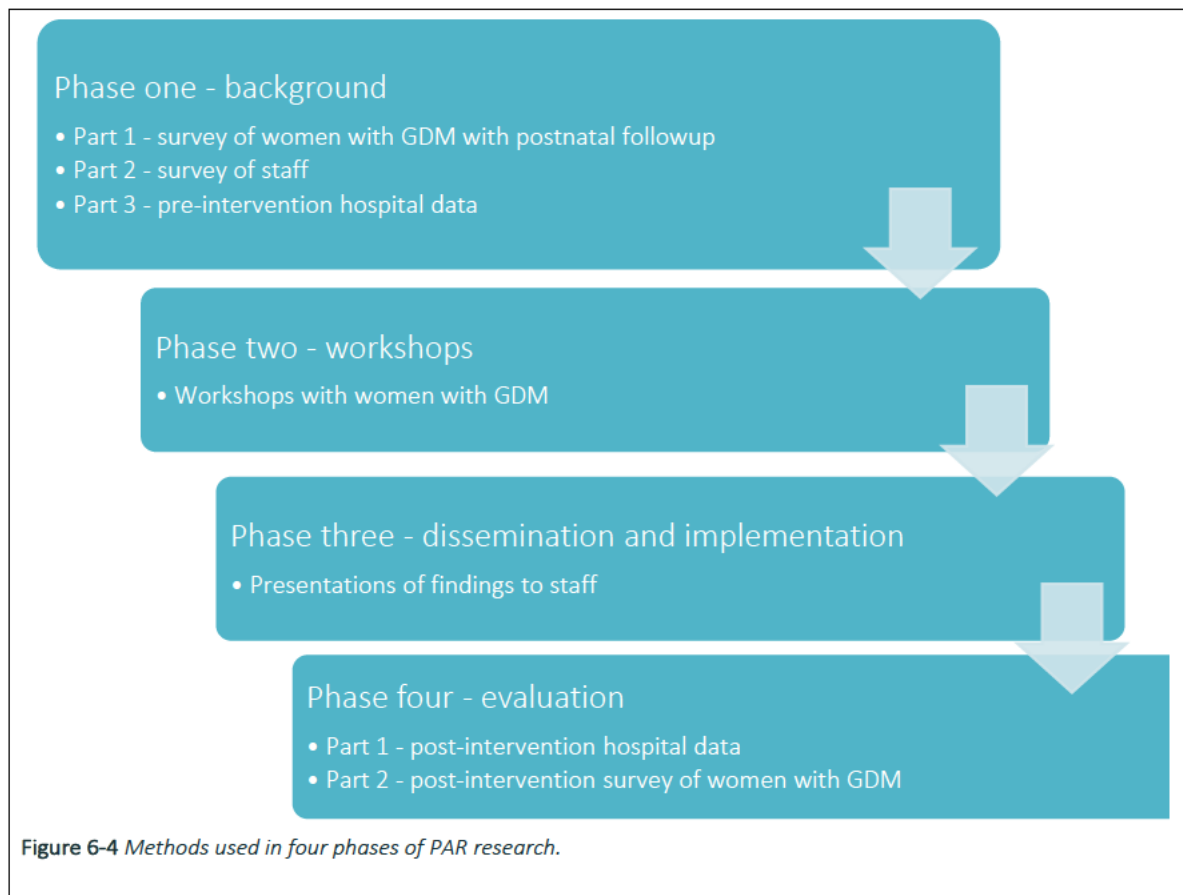 Phase one - background
• Part 1 - survey of women with GDM with postnatal followup
• Part 2 - survey of staff
• Part 3 - pre-intervention hospital data
Phase two - workshops
• Workshops with women with GDM
Phase three - dissemination and implementation
• Presentations of findings to staff
Phase four - evaluation
• Part 1 - post-intervention hospital data
• Part 2 - post-intervention survey of women with GDM
Figure 6-4 Methods used in four phases of PAR research.